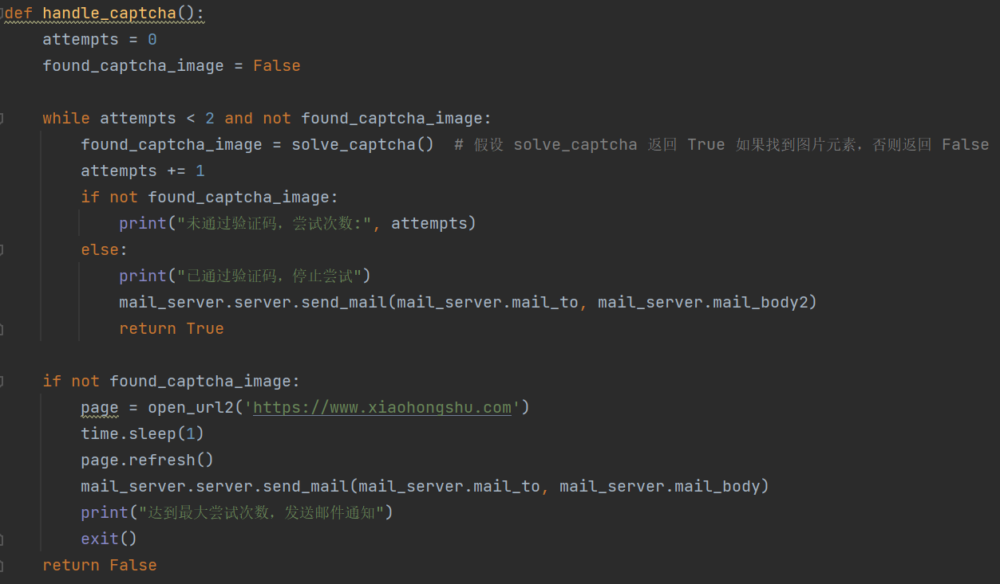 def handle_captcha():
    attempts = 0
    found_captcha_image = False

    while attempts < 2 and not found_captcha_image:
        found_captcha_image = solve_captcha()  # 假设 solve_captcha 返回 True 如果找到图片元素，否则返回 False
        attempts += 1
        if not found_captcha_image:
            print("未通过验证码，尝试次数:", attempts)
        else:
            print("已通过验证码，停止尝试")
            mail_server.server.send_mail(mail_server.mail_to, mail_server.mail_body2)
            return True

    if not found_captcha_image:
        page = open_url2('https://www.xiaohongshu.com')
        time.sleep(1)
        page.refresh()
        mail_server.server.send_mail(mail_server.mail_to, mail_server.mail_body)
        print("达到最大尝试次数，发送邮件通知")
        exit()
    return False